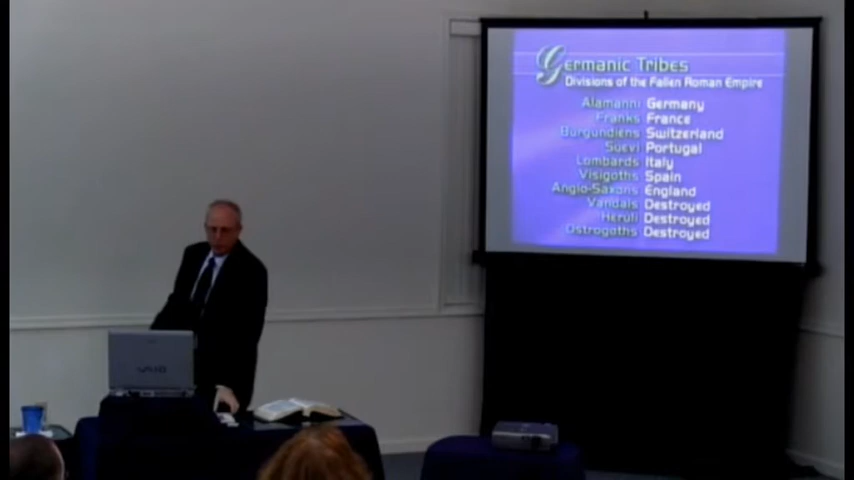 Germanic Tribes
Divisions of the Fallen Roman Empire
Alamanni Germany
Franks France
Burgundiens Switzerland
Suevi Portugal
Lombards Italy
Visigoths Spain
Anglo-Saxons England
Vandals Destroyed
Heruli Destroyed
Ostrogoths Destroyed
VAIO